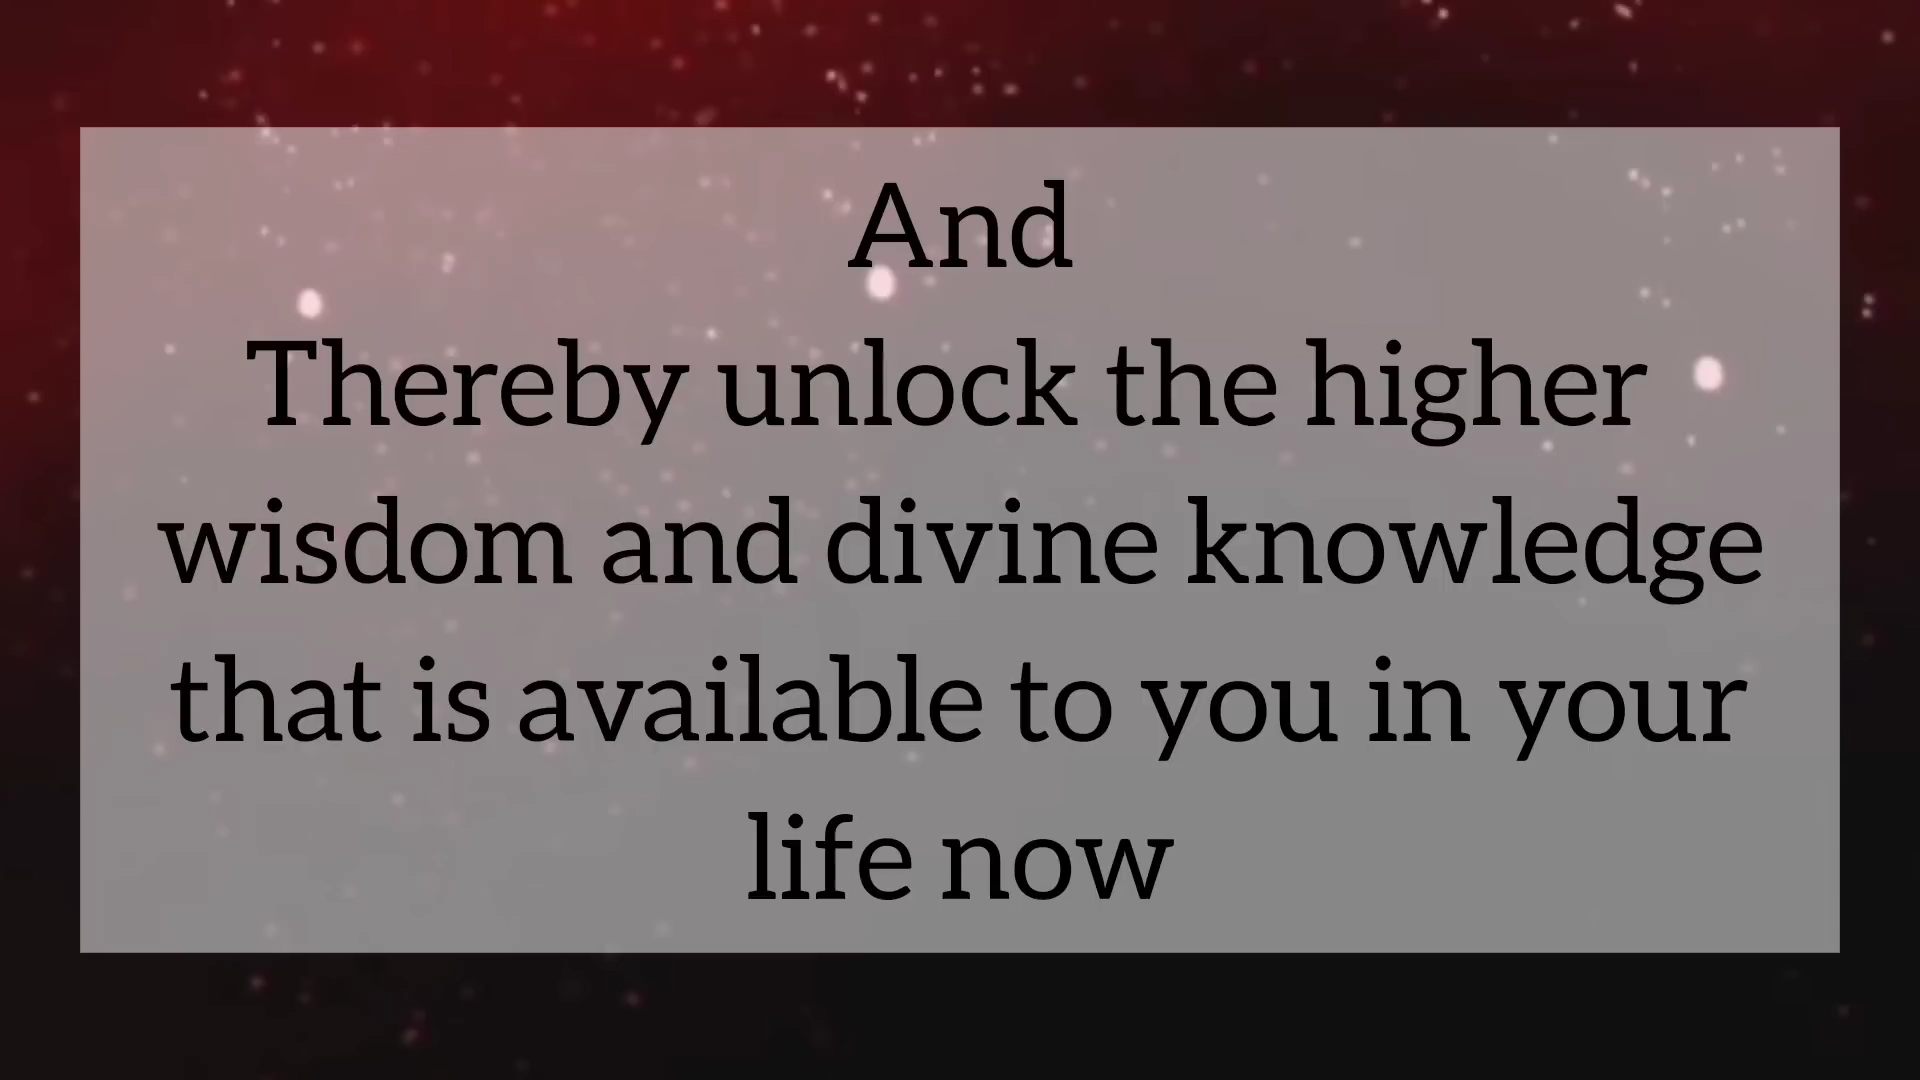 And
Thereby unlock the higher
wisdom and divine knowledge
that is available to you in your
life now